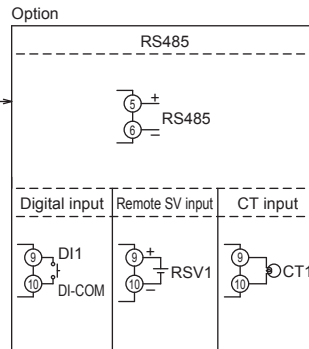 Option
RS485
5 +
RS485
6 −
Digital input Remote SV input CT input
9 DI1
10 DI-COM
9 +
RSV1
10 −
9
CT1
10